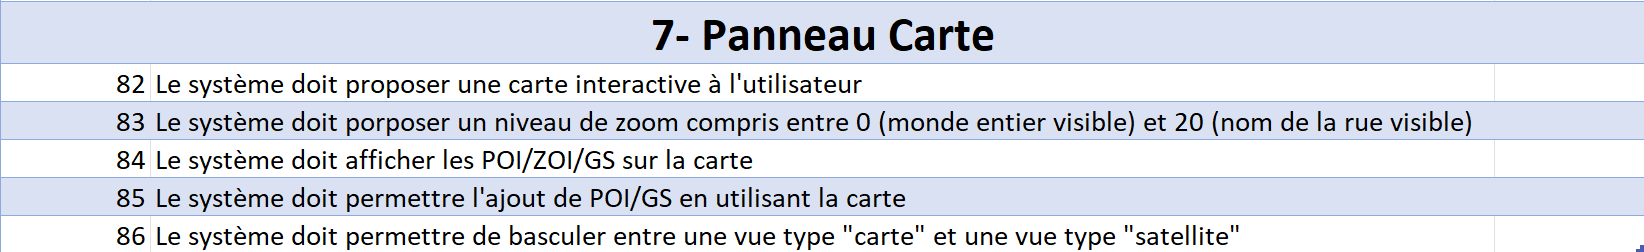 7- Panneau Carte
82 Le système doit proposer une carte interactive à l'utilisateur
83 Le système doit porposer un niveau de zoom compris entre 0 (monde entier visible) et 20 (nom de la rue visible)
84 Le système doit afficher les POI/ZOI/GS sur la carte
85 Le système doit permettre l'ajout de POI/GS en utilisant la carte
86 Le système doit permettre de basculer entre une vue type "carte" et une vue type "satellite"